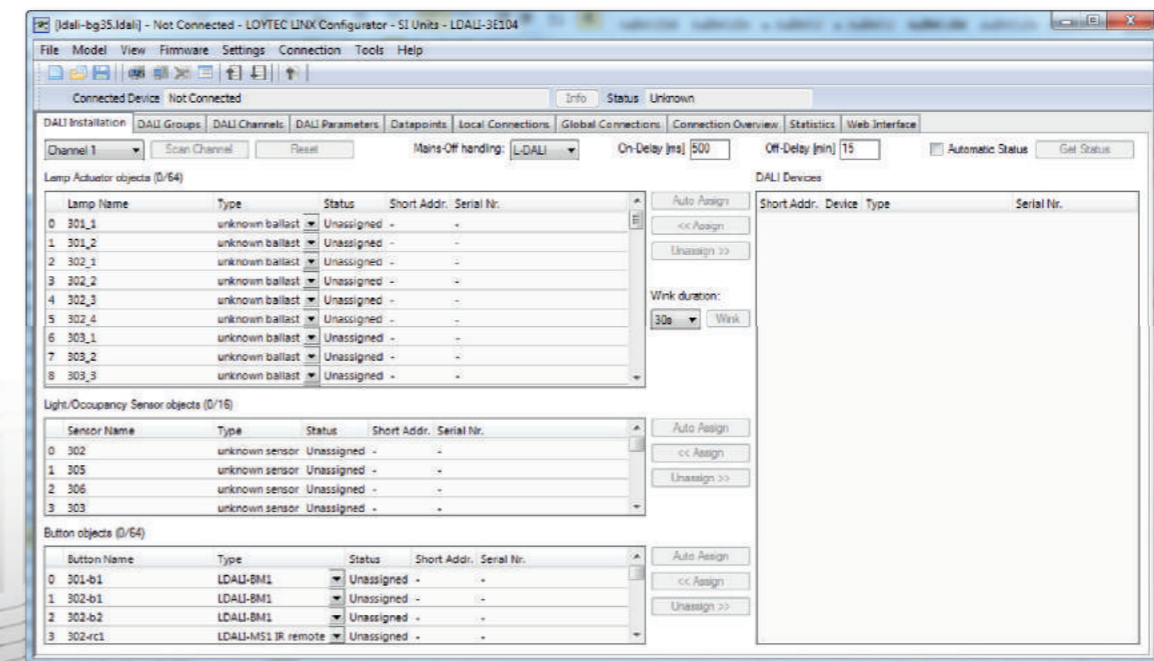 [ldali-bg35.ldali] - Not Connected - LOYTEC LINX Configurator - SI Units - LDALI-3E104
File Model View Firmware Settings Connection Tools Help
Connected Device Not Connected Info Status Unknown
DALI Installation DALI Groups DALI Channels DALI Parameters Datapoints Local Connections Global Connections Connection Overview Statistics Web Interface
Channel 1 Scan Channel Reset Mains-Off handling: L-DALI On-Delay [ms] 500 Off-Delay [min] 15 Automatic Status Get Status
Lamp Actuator objects (0/64) DALI Devices
Lamp Name Type Status Short Addr. Serial Nr. Auto Assign Short Addr. Device Type Serial Nr.
0 301_1 unknown ballast Unassigned - - << Assign
1 301_2 unknown ballast Unassigned - - Unassign >>
2 302_1 unknown ballast Unassigned - -
3 302_2 unknown ballast Unassigned - -
4 302_3 unknown ballast Unassigned - - Wink duration:
5 302_4 unknown ballast Unassigned - - 30s Wink
6 303_1 unknown ballast Unassigned - -
7 303_2 unknown ballast Unassigned - -
8 303_3 unknown ballast Unassigned - -
Light/Occupancy Sensor objects (0/16)
Sensor Name Type Status Short Addr. Serial Nr. Auto Assign
0 302 unknown sensor Unassigned - - << Assign
1 305 unknown sensor Unassigned - - Unassign >>
2 306 unknown sensor Unassigned - -
3 303 unknown sensor Unassigned - -
Button objects (0/64)
Button Name Type Status Short Addr. Serial Nr. Auto Assign
0 301-b1 LDALI-BM1 Unassigned - - << Assign
1 302-b1 LDALI-BM1 Unassigned - - Unassign >>
2 302-b2 LDALI-BM1 Unassigned - -
3 302-rc1 LDALI-MS1 IR remote Unassigned - -